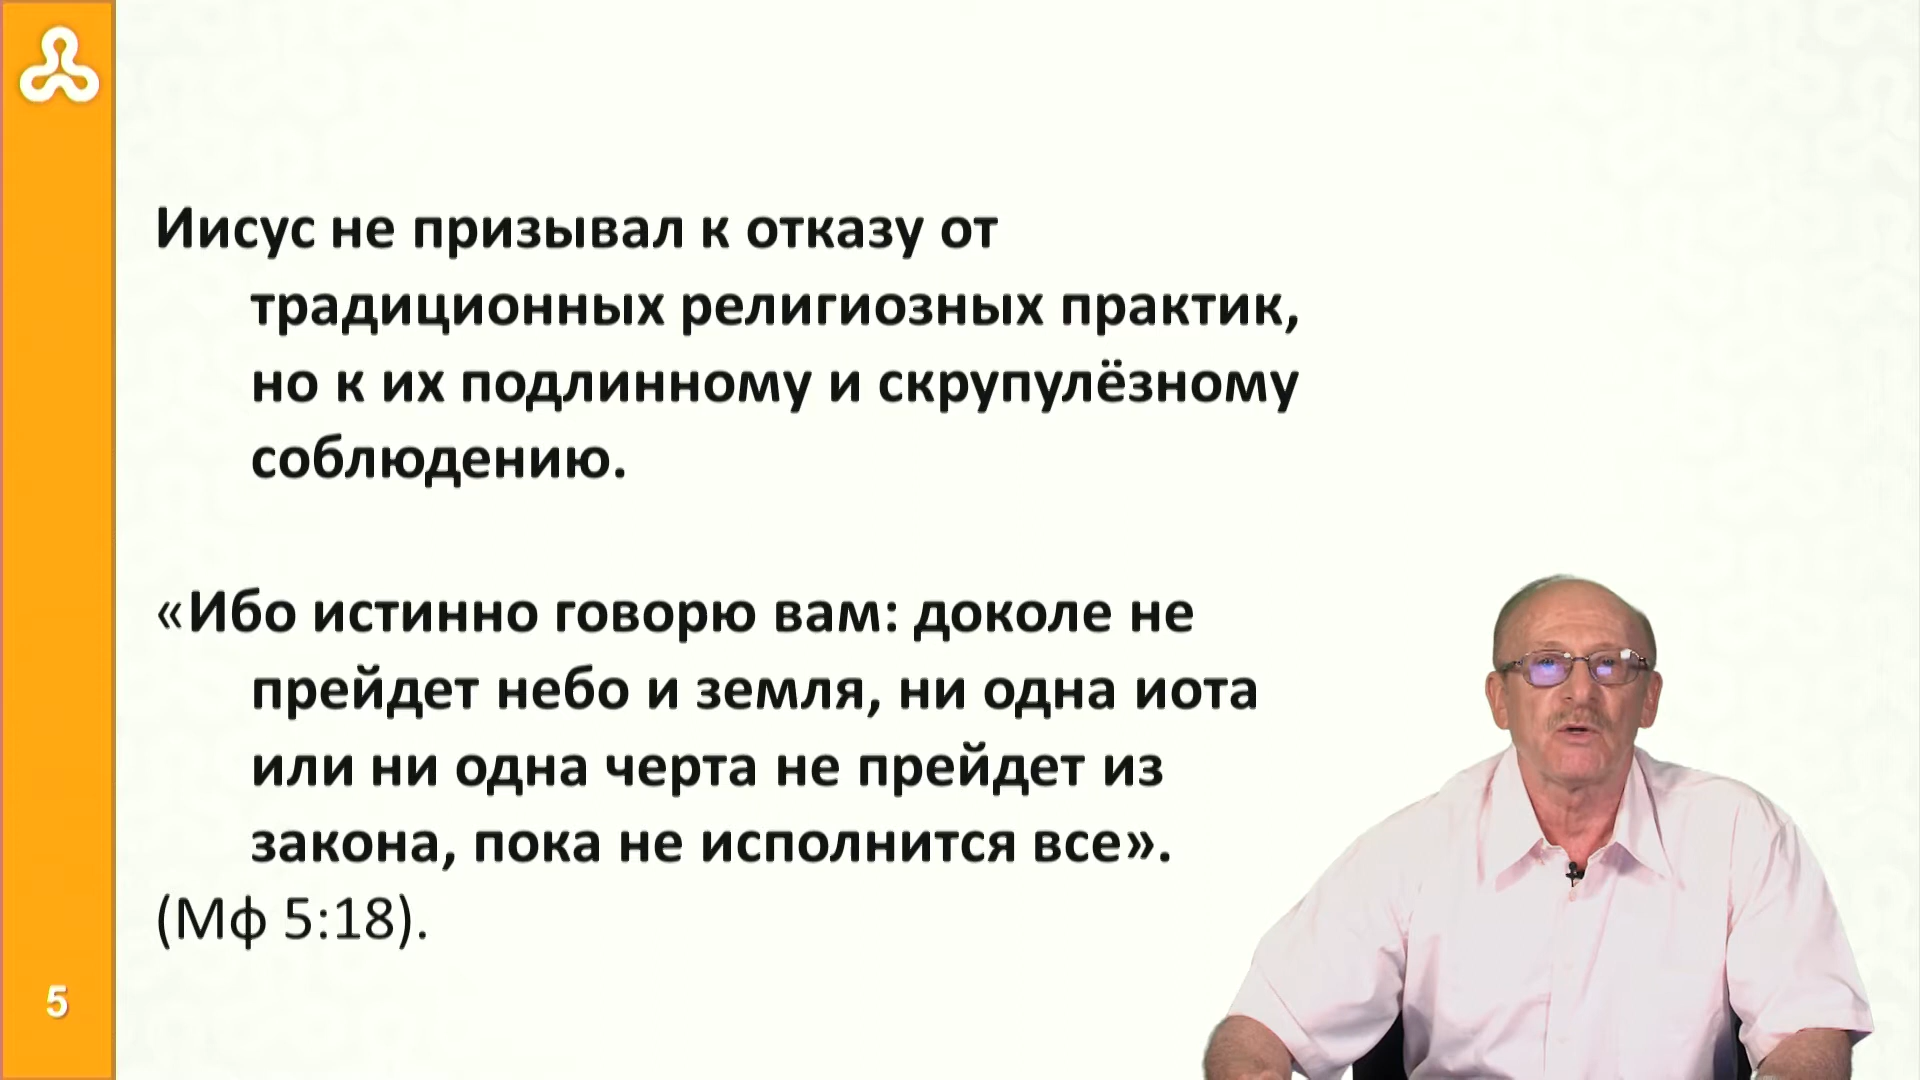 Иисус не призывал к отказу от
традиционных религиозных практик,
но к их подлинному и скрупулёзному
соблюдению.
«Ибо истинно говорю вам: доколе не
прейдет небо и земля, ни одна иота
или ни одна черта не прейдет из
закона, пока не исполнится все».
(Мф 5:18).
5